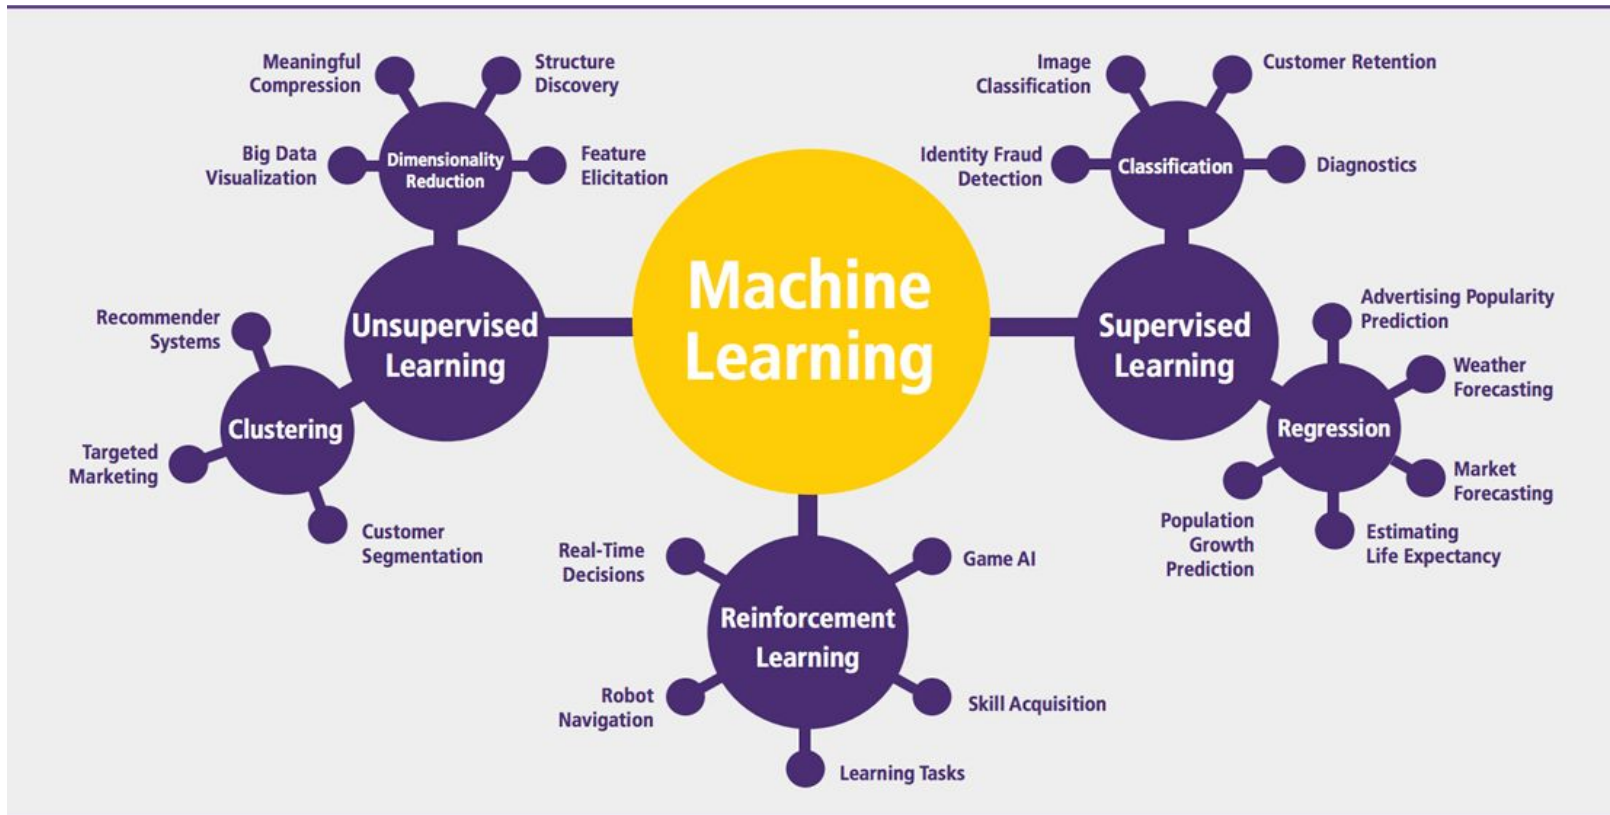 Meaningful
Compression
Structure
Discovery
Big Data
Visualization
Dimensionality
Reduction
Feature
Elicitation
Unsupervised
Learning
Recommender
Systems
Clustering
Targeted
Marketing
Customer
Segmentation
Machine
Learning
Image
Classification
Customer Retention
Identity Fraud
Detection
Classification
Diagnostics
Supervised
Learning
Advertising Popularity
Prediction
Weather
Forecasting
Regression
Market
Forecasting
Population
Growth
Prediction
Estimating
Life Expectancy
Real-Time
Decisions
Game AI
Reinforcement
Learning
Robot
Navigation
Skill Acquisition
Learning Tasks